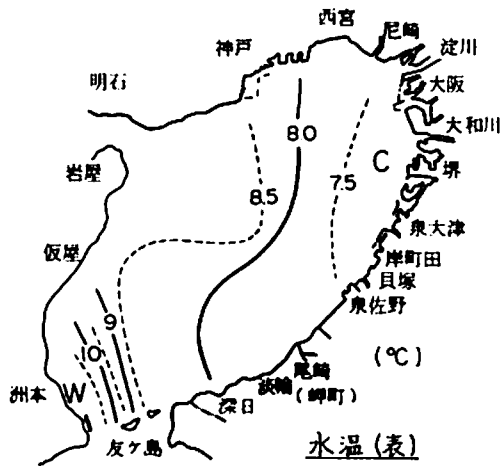 西宮
尼崎
神戸
淀川
明石
大阪
8.0
大和川
C
岩屋
堺
8.5
7.5
泉大津
仮屋
岸町田
貝塚
泉佐野
9
10
(℃)
尾崎
洲本
W
淡輪
(岬町)
深日
友ケ島
水温(表)